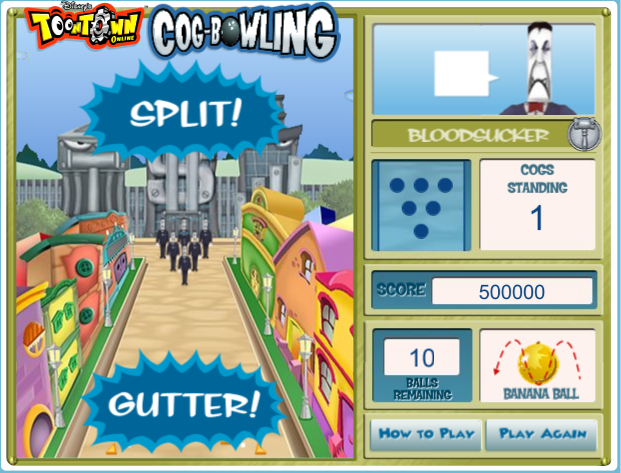 Disney's
TOONTOWN
ONLINE
COG-BOWLING
SPLIT!
BLOODSUCKER
COGS
STANDING
1
SCORE 500000
10
BALLS
REMAINING
BANANA BALL
GUTTER!
HOW TO PLAY PLAY AGAIN